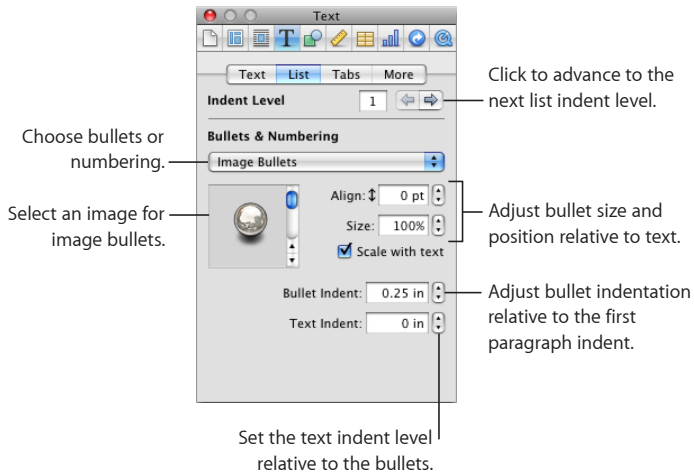 Text
Text List Tabs More
Indent Level 1
Click to advance to the
next list indent level.
Bullets & Numbering
Choose bullets or
numbering.
Image Bullets
Select an image for
image bullets.
Align: 0 pt
Size: 100%
Scale with text
Adjust bullet size and
position relative to text.
Bullet Indent: 0.25 in
Text Indent: 0 in
Adjust bullet indentation
relative to the first
paragraph indent.
Set the text indent level
relative to the bullets.